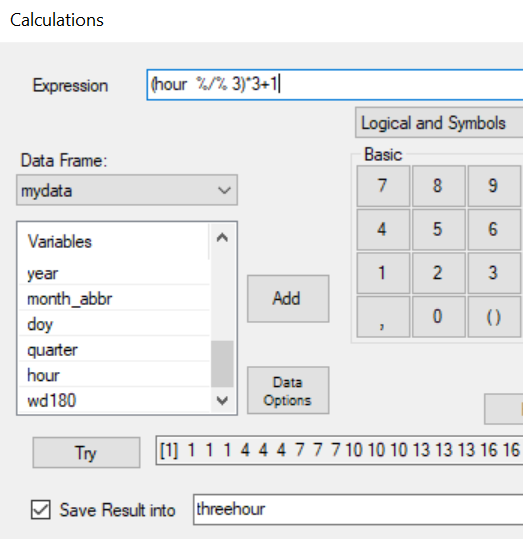 Calculations
Expression (hour %/% 3)*3+1
Logical and Symbols
Data Frame:
Basic
mydata
7 8 9
Variables
4 5 6
year
month_abbr
1 2 3
Add
doy
, 0 ( )
quarter
hour
Data
Options
wd180
Try [1] 1 1 1 4 4 4 7 7 7 10 10 10 13 13 13 16 16
Save Result into threehour